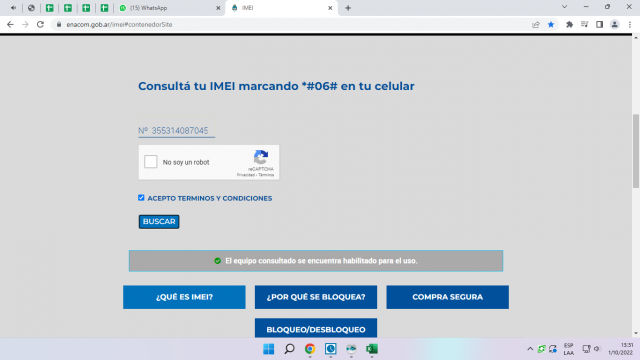 (15) WhatsApp
IMEI
enacom.gob.ar/imei#contenedorSite
Consultá tu IMEI marcando *#06# en tu celular
Nº 355314087045
No soy un robot
reCAPTCHA
Privacidad - Términos
ACEPTO TERMINOS Y CONDICIONES
BUSCAR
El equipo consultado se encuentra habilitado para el uso.
¿QUÉ ES IMEI?
¿POR QUÉ SE BLOQUEA?
COMPRA SEGURA
BLOQUEO/DESBLOQUEO
ESP
LAA
13:31
1/10/2022